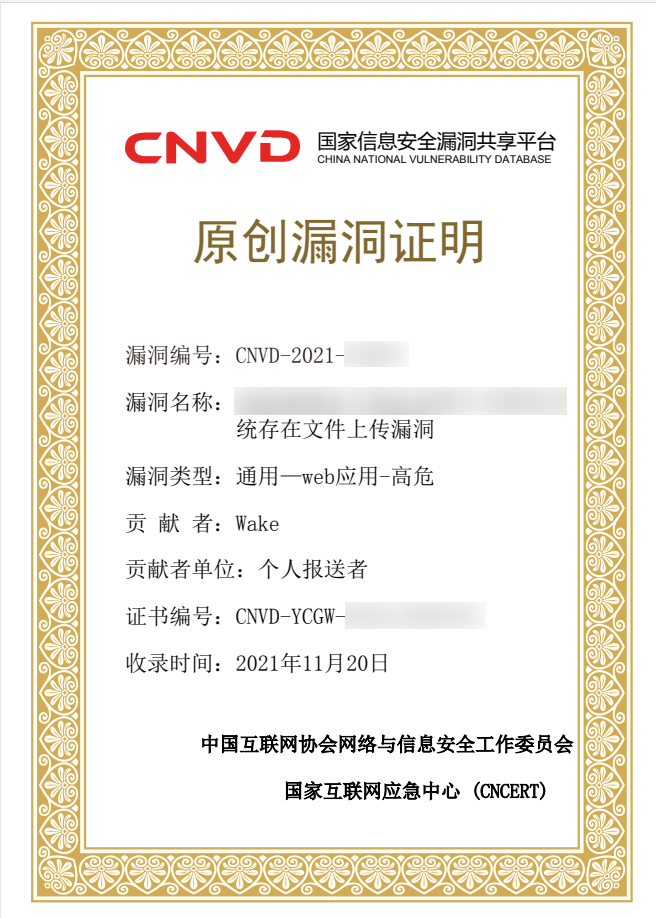 CNVD 国家信息安全漏洞共享平台
CHINA NATIONAL VULNERABILITY DATABASE
原创漏洞证明
漏洞编号：CNVD-2021-
漏洞名称：
统存在文件上传漏洞
漏洞类型：通用—web应用-高危
贡 献 者：Wake
贡献者单位：个人报送者
证书编号：CNVD-YCGW-
收录时间：2021年11月20日
中国互联网协会网络与信息安全工作委员会
国家互联网应急中心 (CNCERT)